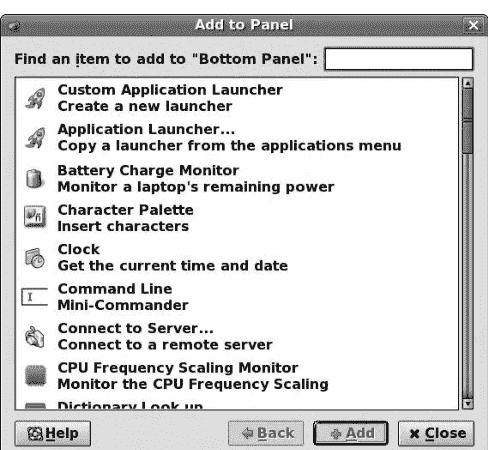 Add to Panel
Find an item to add to "Bottom Panel":
Custom Application Launcher
Create a new launcher
Application Launcher...
Copy a launcher from the applications menu
Battery Charge Monitor
Monitor a laptop's remaining power
Character Palette
Insert characters
Clock
Get the current time and date
Command Line
Mini-Commander
Connect to Server...
Connect to a remote server
CPU Frequency Scaling Monitor
Monitor the CPU Frequency Scaling
Dictionary Look up
Help
Back
Add
Close